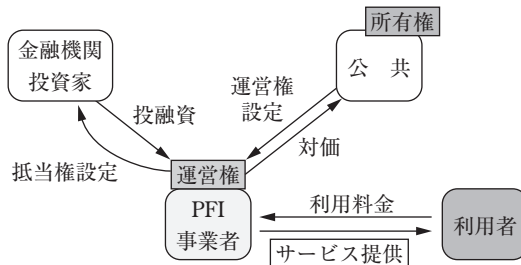 所有権
金融機関
投資家
公　共
運営権
設定
投融資
対価
抵当権設定
運営権
PFI
事業者
利用料金
利用者
サービス提供